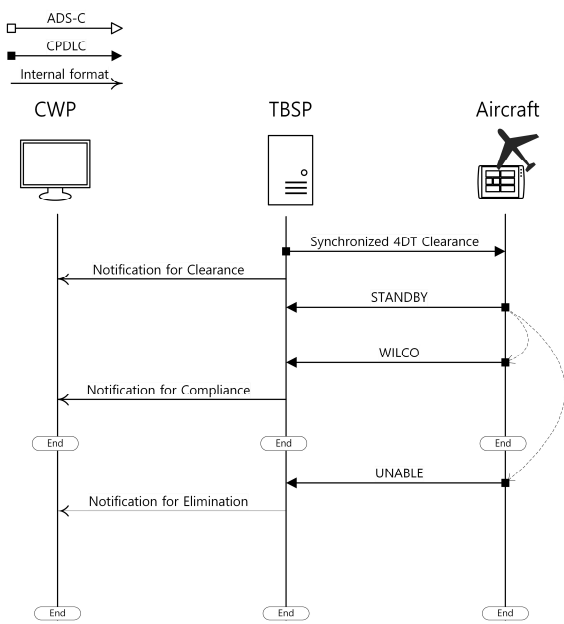 ADS-C
CPDLC
Internal format
CWP
TBSP
Aircraft
Synchronized 4DT Clearance
Notification for Clearance
STANDBY
WILCO
Notification for Compliance
End
End
End
UNABLE
Notification for Elimination
End
End
End